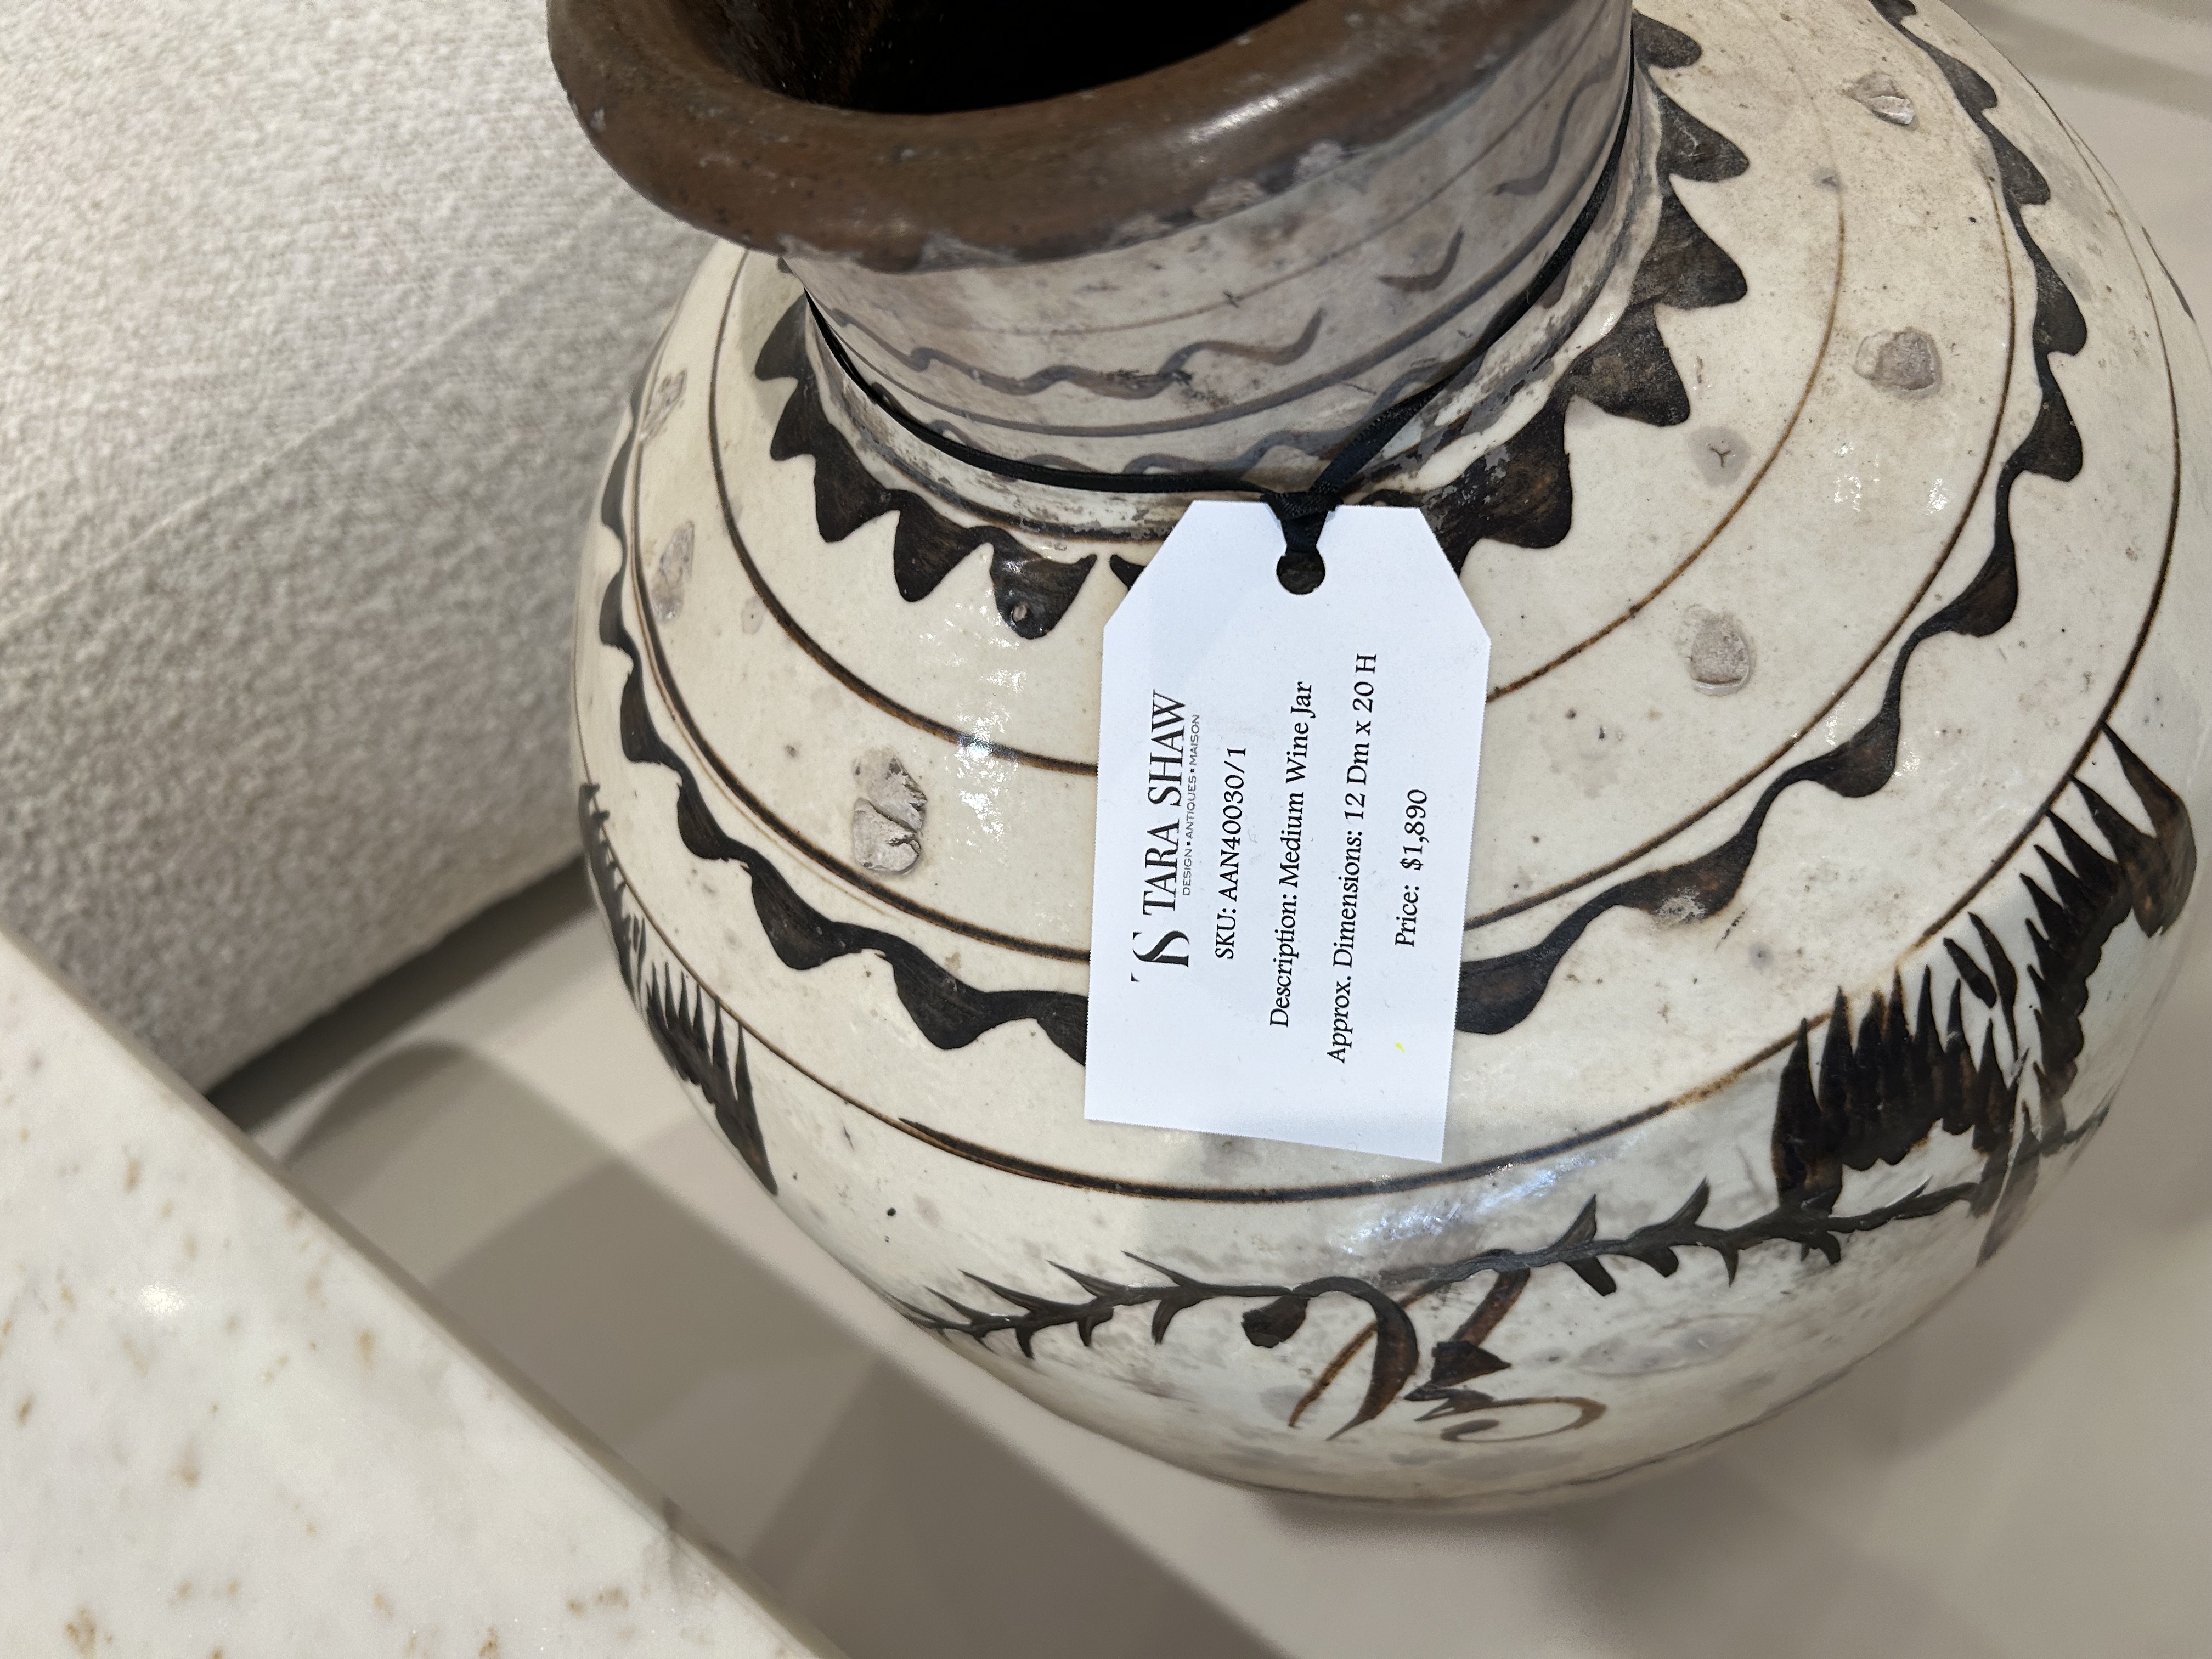 TS TARA SHAW
DESIGN • ANTIQUES • MAISON
SKU: AAN40030/1
Description: Medium Wine Jar
Approx. Dimensions: 12 Dm x 20 H
Price: $1,890